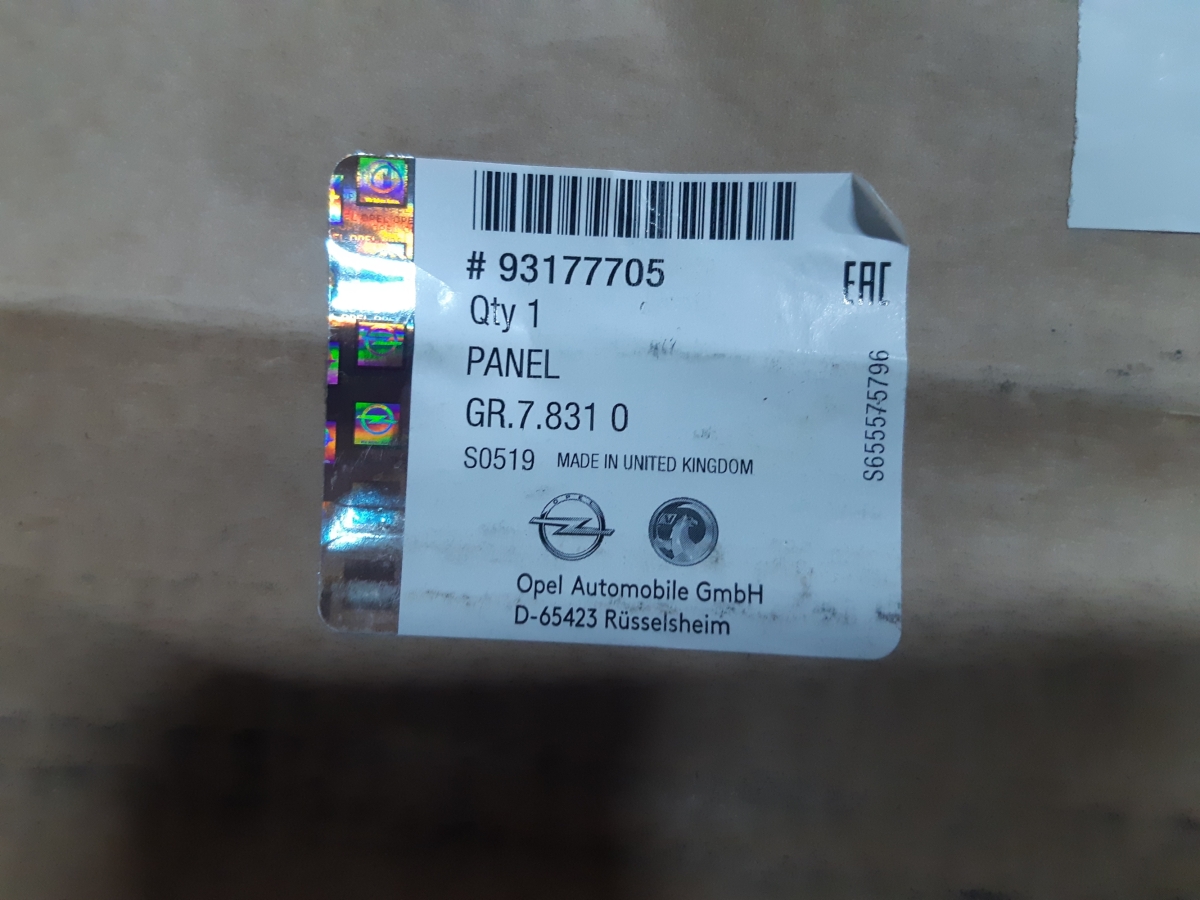 # 93177705
EAC
Qty 1
PANEL
GR.7.831 0
S0519 MADE IN UNITED KINGDOM
S655575796
OPEL
Opel Automobile GmbH
D-65423 Rüsselsheim